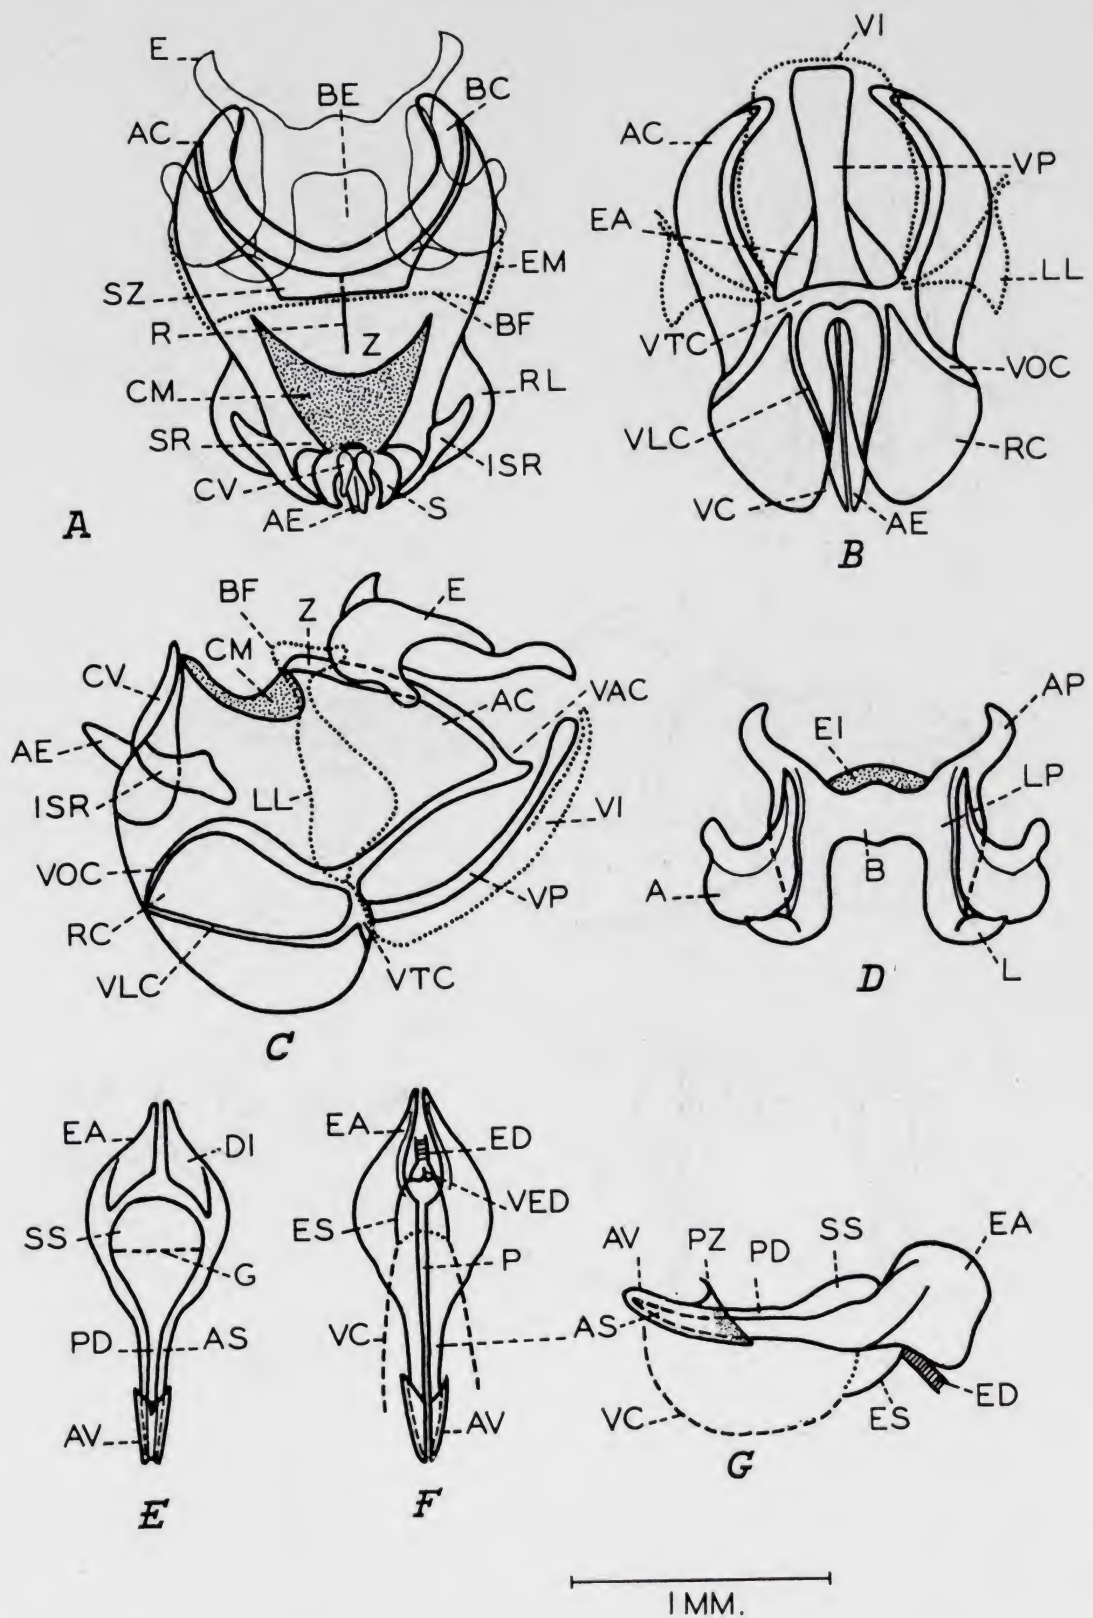 E
BE
BC
AC
EM
SZ
BF
R
Z
CM
RL
SR
ISR
CV
S
AE
A
VI
AC
VP
EA
LL
VTC
VOC
VLC
RC
VC
AE
B
BF
Z
E
CM
CV
AC
VAC
AE
ISR
LL
VI
VOC
VP
RC
VLC
VTC
C
AP
EI
LP
B
A
L
D
EA
DI
SS
G
PD
AS
AV
E
EA
ED
VED
ES
P
VC
AS
AV
F
AV
PZ
PD
SS
EA
VC
ES
ED
G
1 MM.